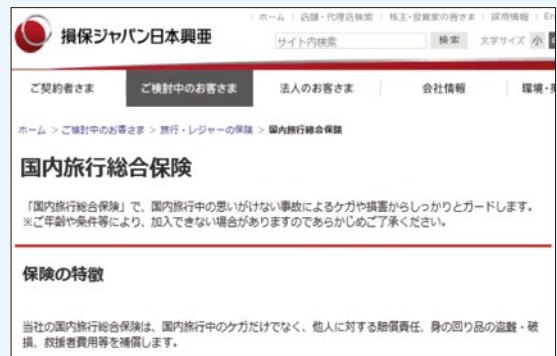 ホーム | 店舗・代理店検索 | 株主・投資家の皆さま | 採用情報 | En
損保ジャパン日本興亜
サイト内検索 検索 文字サイズ 小
ご契約者さま ご検討中のお客さま 法人のお客さま 会社情報 環境・
ホーム > ご検討中のお客さま > 旅行・レジャーの保険 > 国内旅行総合保険
国内旅行総合保険
「国内旅行総合保険」で、国内旅行中の思いがけない事故によるケガや損害からしっかりとガードします。
※ご年齢や条件等により、加入できない場合がありますのであらかじめご了承ください。
保険の特徴
当社の国内旅行総合保険は、国内旅行中のケガだけでなく、他人に対する賠償責任、身の回り品の盗難・破
損、救援者費用等を補償します。